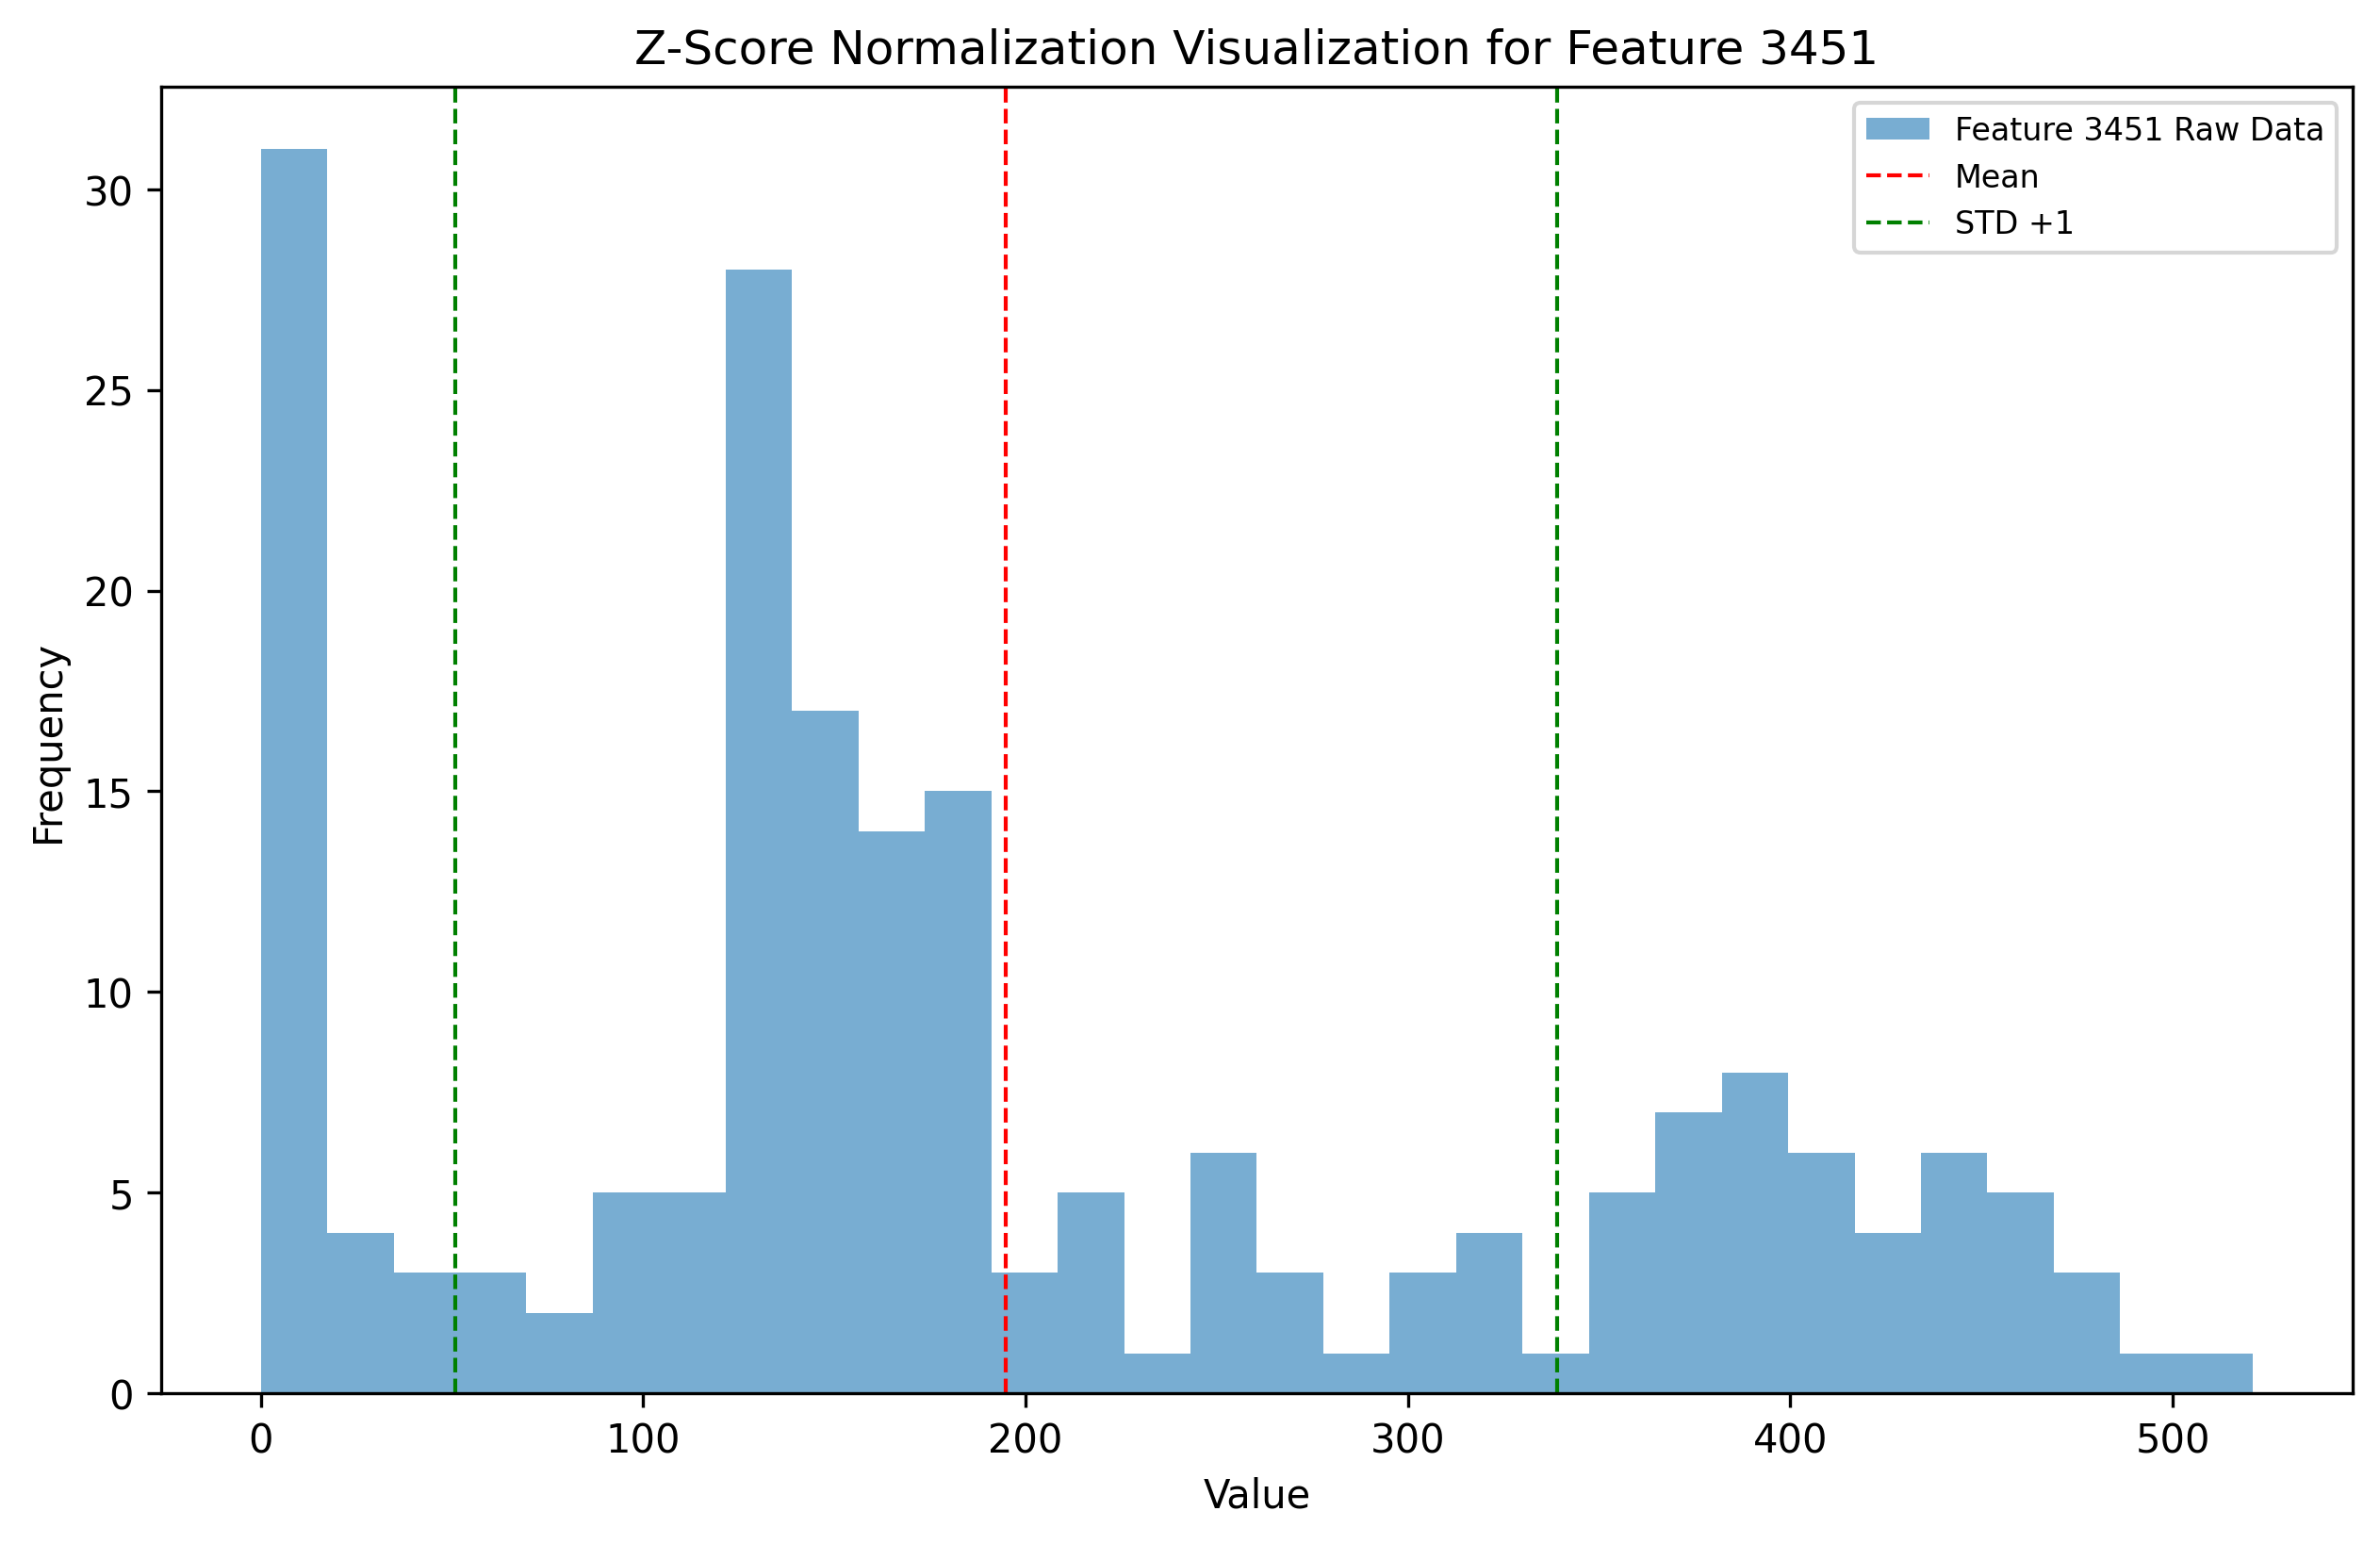 Z-Score Normalization Visualization for Feature 3451
Feature 3451 Raw Data
Mean
STD +1
30
25
20
15
10
5
0
Frequency
0 100 200 300 400 500
Value